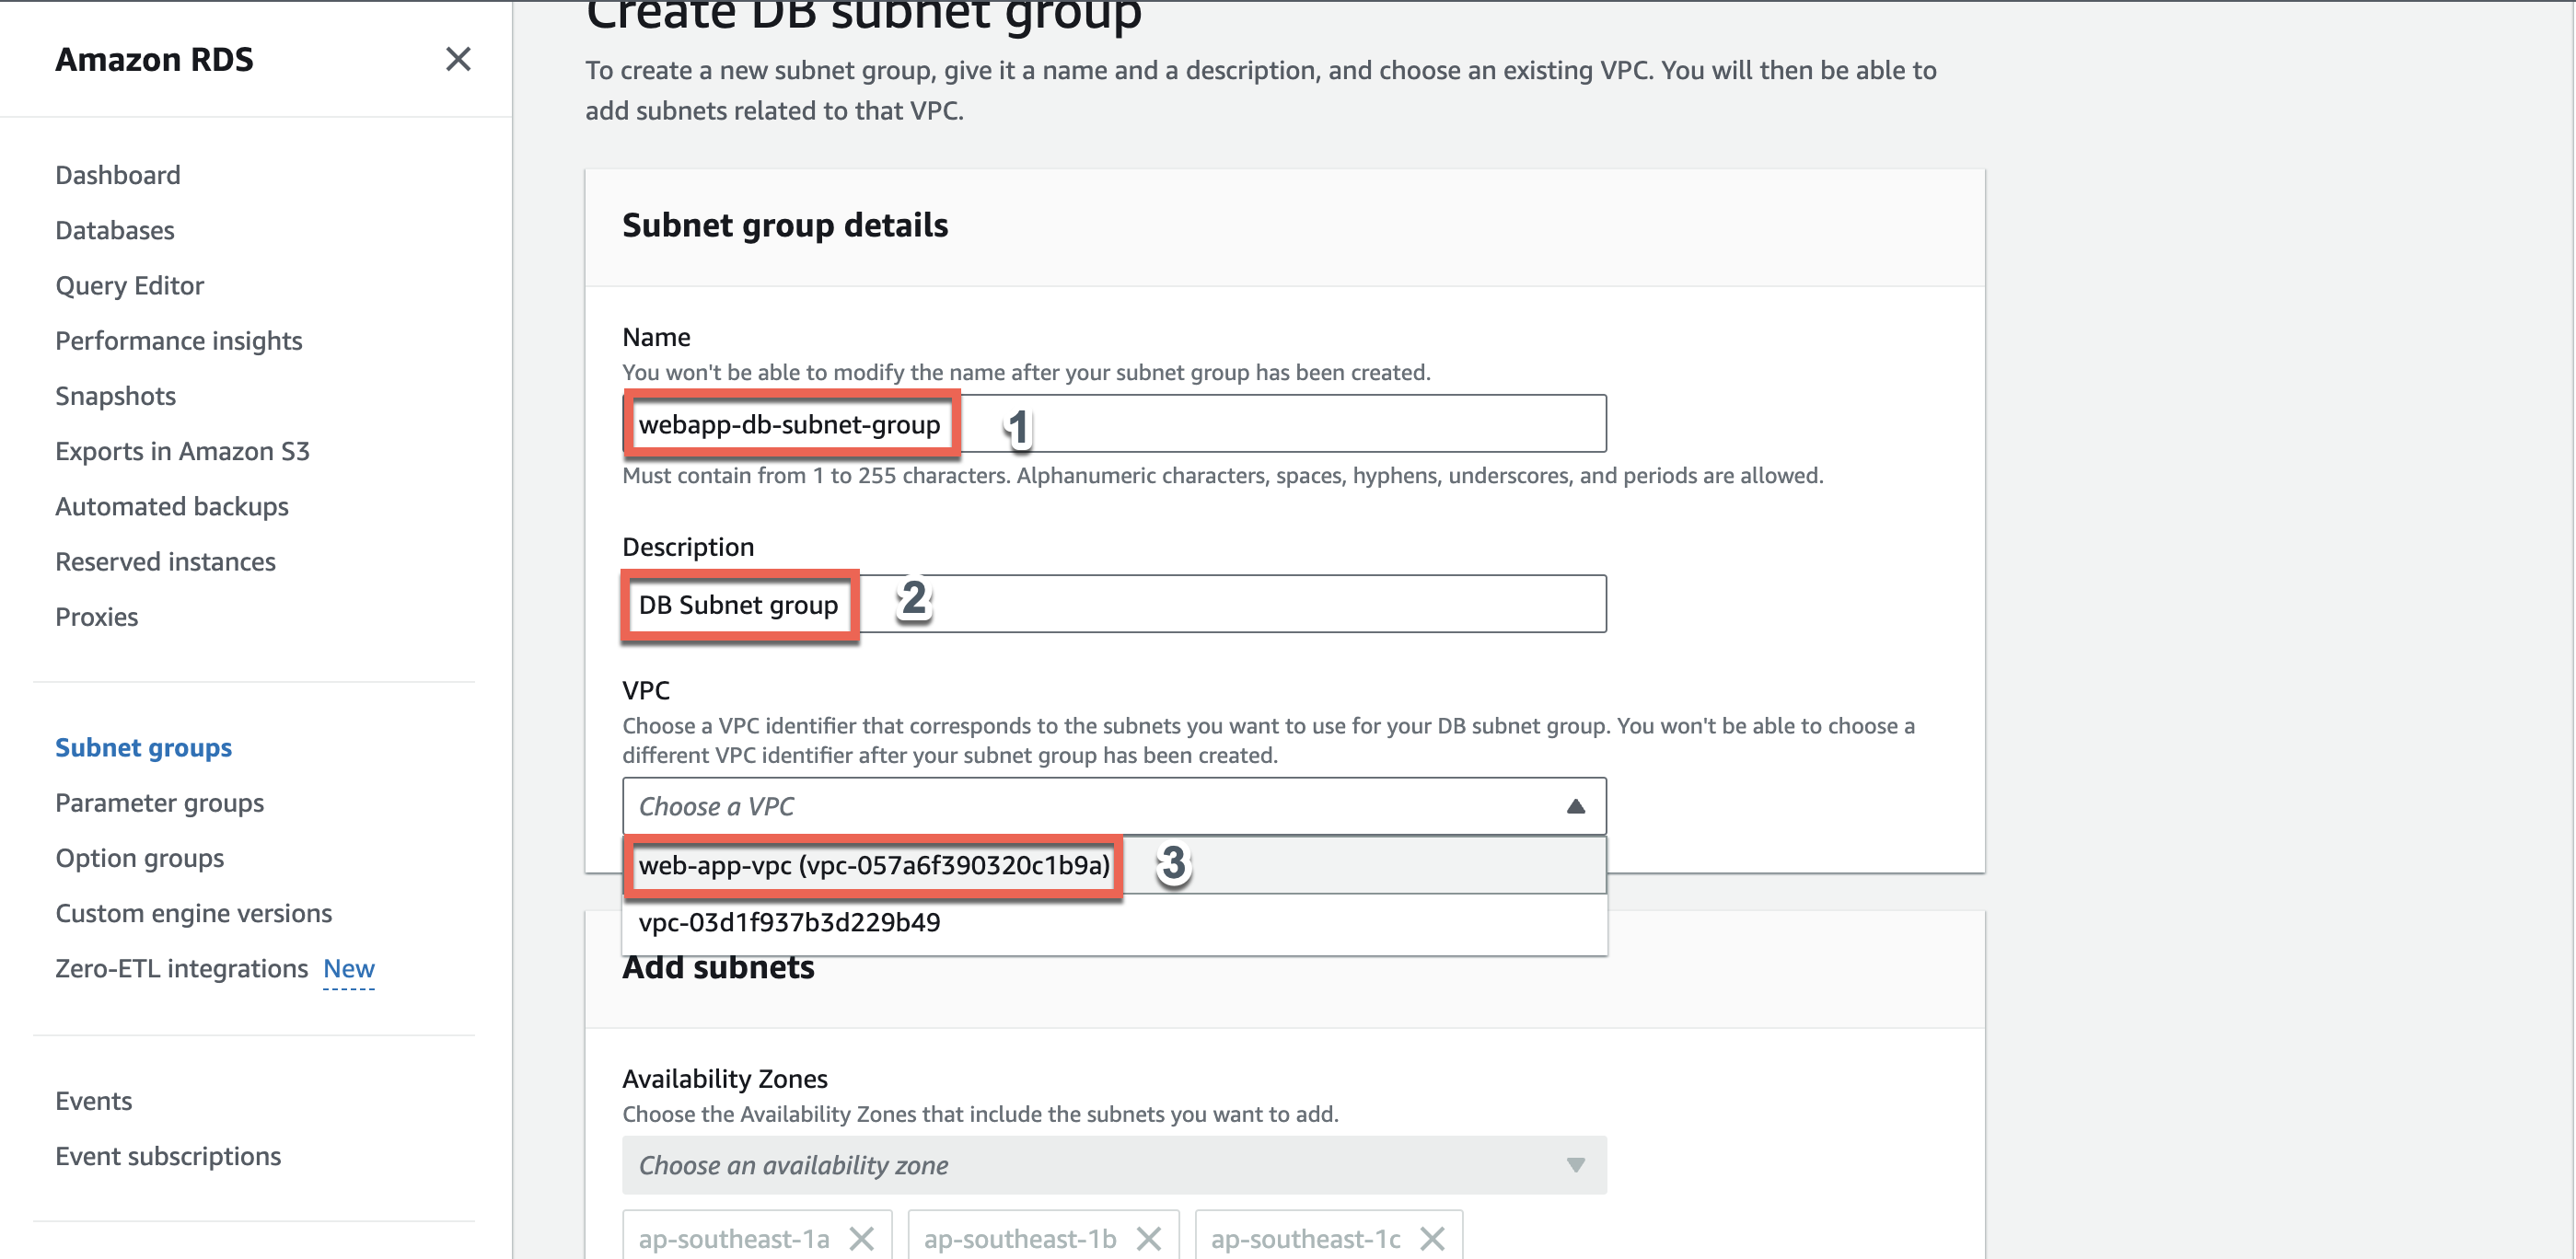 Amazon RDS
Dashboard
Databases
Query Editor
Performance insights
Snapshots
Exports in Amazon S3
Automated backups
Reserved instances
Proxies
Subnet groups
Parameter groups
Option groups
Custom engine versions
Zero-ETL integrations New
Events
Event subscriptions
Create DB subnet group
To create a new subnet group, give it a name and a description, and choose an existing VPC. You will then be able to
add subnets related to that VPC.
Subnet group details
Name
You won't be able to modify the name after your subnet group has been created.
webapp-db-subnet-group 1
Must contain from 1 to 255 characters. Alphanumeric characters, spaces, hyphens, underscores, and periods are allowed.
Description
DB Subnet group 2
VPC
Choose a VPC identifier that corresponds to the subnets you want to use for your DB subnet group. You won't be able to choose a
different VPC identifier after your subnet group has been created.
Choose a VPC
web-app-vpc (vpc-057a6f390320c1b9a) 3
vpc-03d1f937b3d229b49
Add subnets
Availability Zones
Choose the Availability Zones that include the subnets you want to add.
Choose an availability zone
ap-southeast-1a ap-southeast-1b ap-southeast-1c